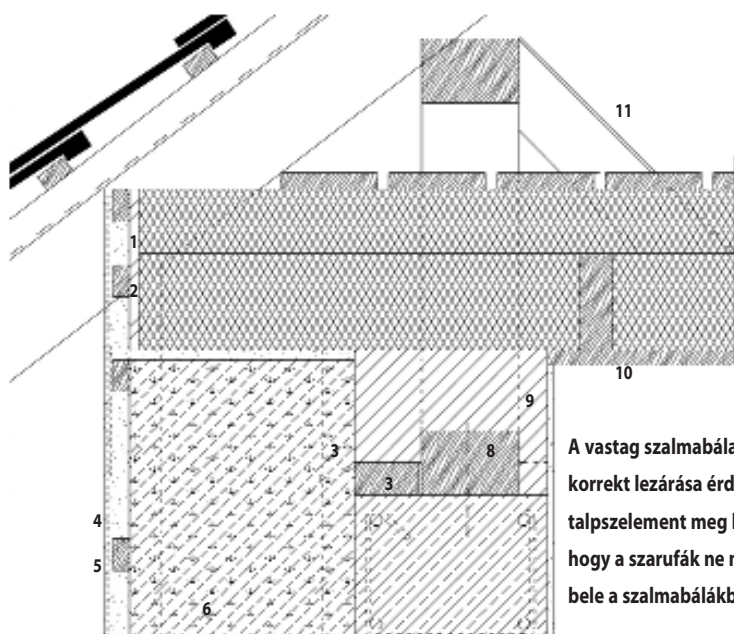 11
1
2
10
9
3
8
3
4
5
6
A vastag szalmabála
korrekt lezárása érd
talpszelement meg
hogy a szarufák ne
bele a szalmabálákb